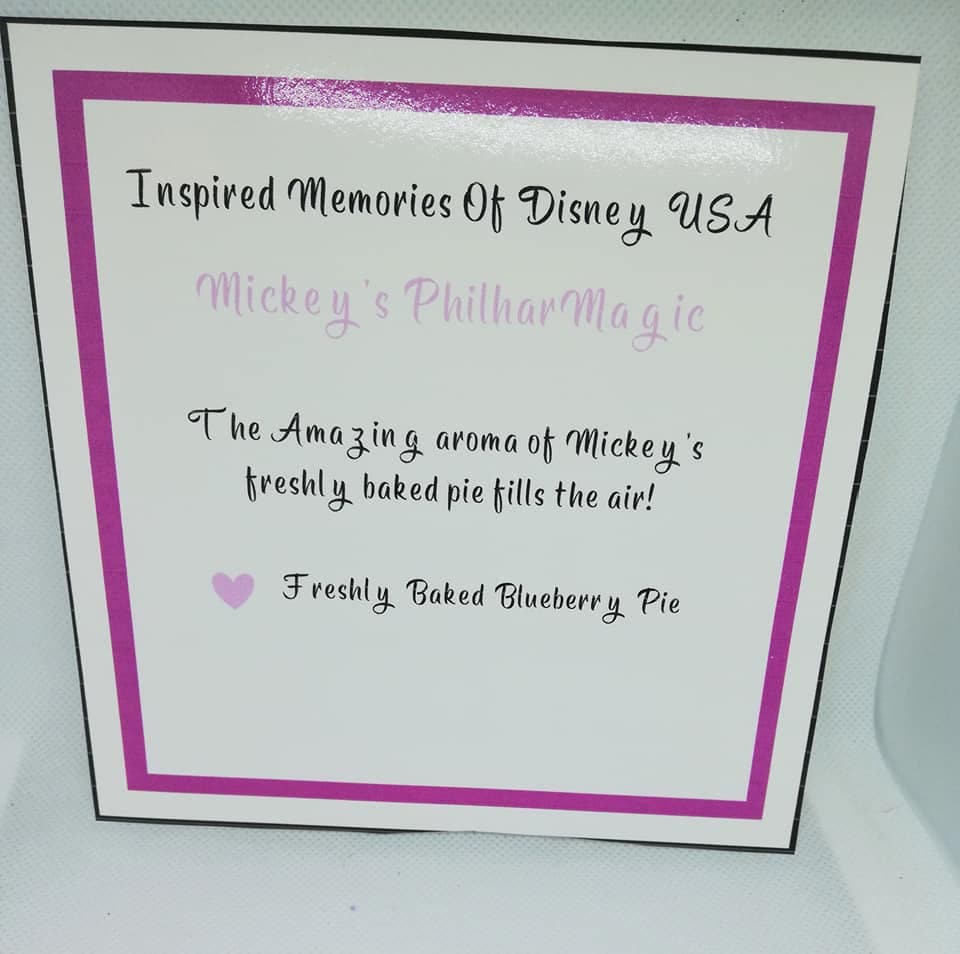 Inspired Memories Of Disney USA
Mickey's PhilharMagic
The Amazing aroma of Mickey's
freshly baked pie fills the air!
Freshly Baked Blueberry Pie